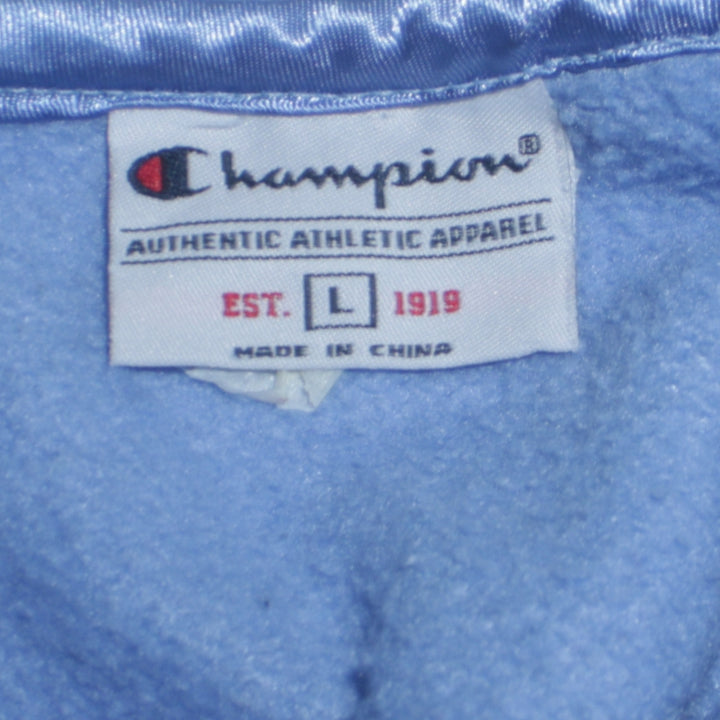 Champion®
AUTHENTIC ATHLETIC APPAREL
EST. L 1919
MADE IN CHINA